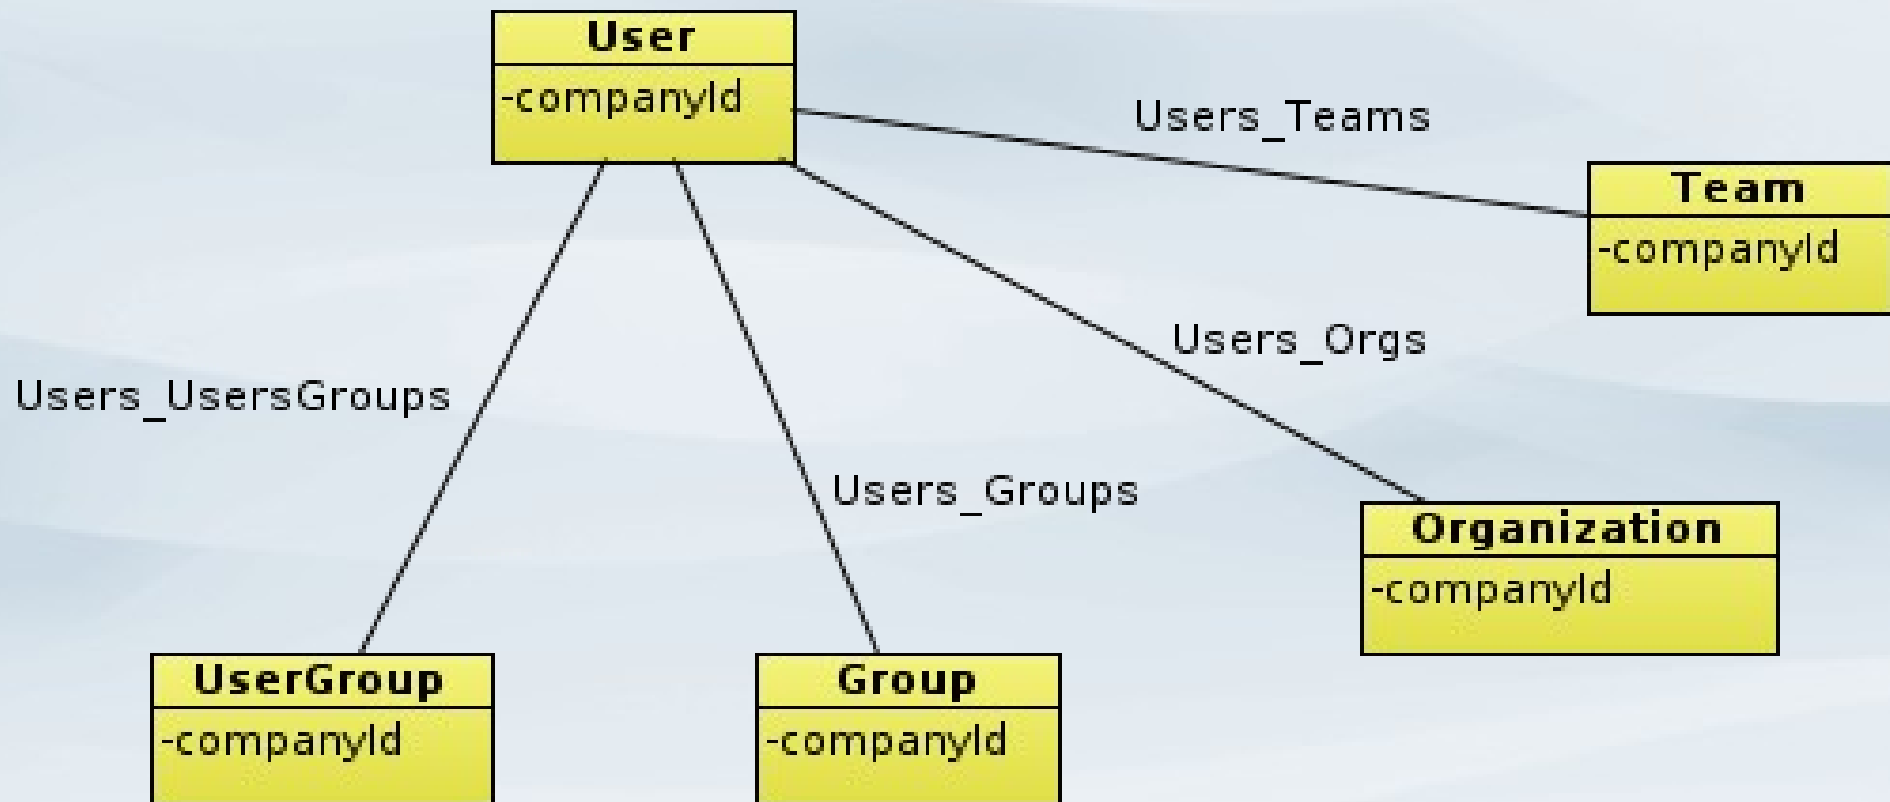 User
-companyId
Users_Teams
Team
-companyId
Users_Orgs
Users_UsersGroups
Users_Groups
Organization
-companyId
UserGroup
-companyId
Group
-companyId